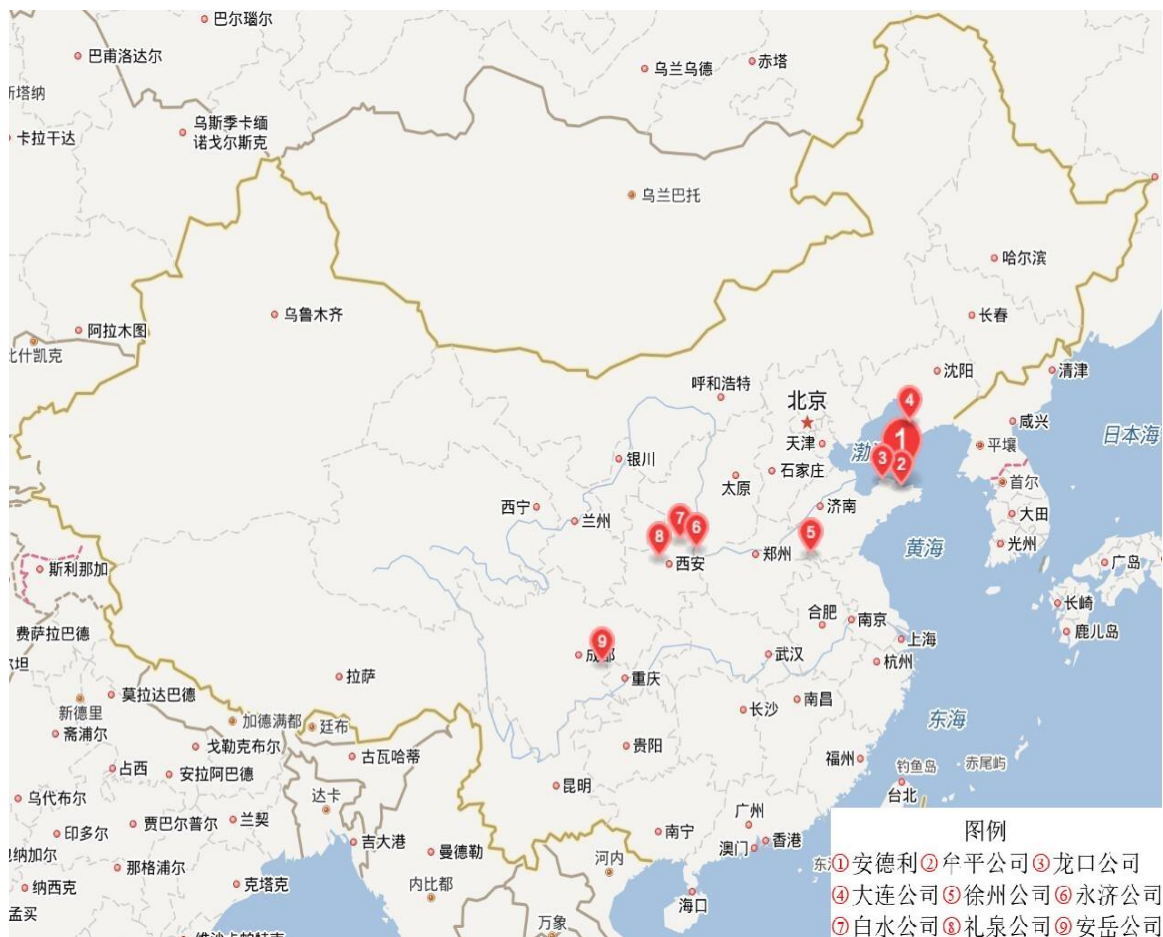 巴尔瑙尔
巴甫洛达尔
乌兰乌德
赤塔
斯塔纳
卡拉干达
乌斯季卡缅
诺戈尔斯克
乌兰巴托
哈尔滨
乌鲁木齐
长春
阿拉木图
比什凯克
沈阳
清津
呼和浩特
4
北京
咸兴
1
日本海
天津
渤
平壤
3
2
银川
石家庄
太原
首尔
西宁
济南
兰州
大田
7
6
5
8
黄海
光州
郑州
西安
广岛
斯利那加
长崎
合肥
南京
费萨拉巴德
鹿儿岛
9
上海
成都
武汉
杭州
拉萨
重庆
莫拉达巴德
南昌
新德里
长沙
加德满都
东海
廷布
斋浦尔
戈勒克布尔
贵阳
古瓦哈蒂
福州
钓鱼岛
赤尾屿
占西
安拉阿巴德
昆明
台北
乌代布尔
达卡
广州
贾巴尔普尔
兰契
印多尔
南宁
香港
吉大港
澳门
曼德勒
河内
那格浦尔
纳西克
克塔克
内比都
海口
孟买
万象
图例
①安德利②牟平公司③龙口公司
④大连公司⑤徐州公司⑥永济公司
⑦白水公司⑧礼泉公司⑨安岳公司